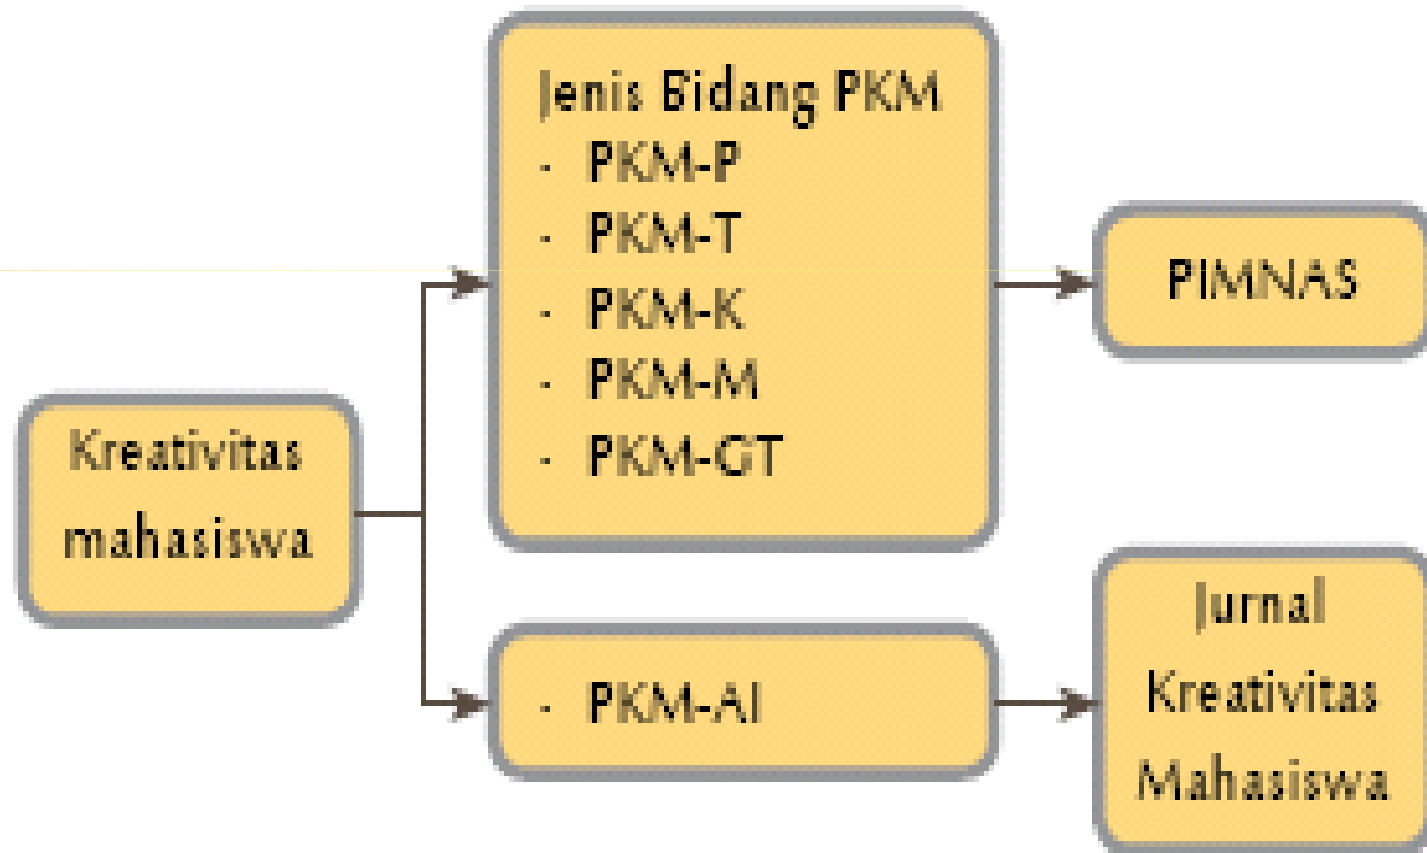 Jenis Bidang PKM
- PKM-P
- PKM-T
- PKM-K
- PKM-M
- PKM-GT
PIMNAS
Kreativitas
mahasiswa
- PKM-AI
Jurnal
Kreativitas
Mahasiswa